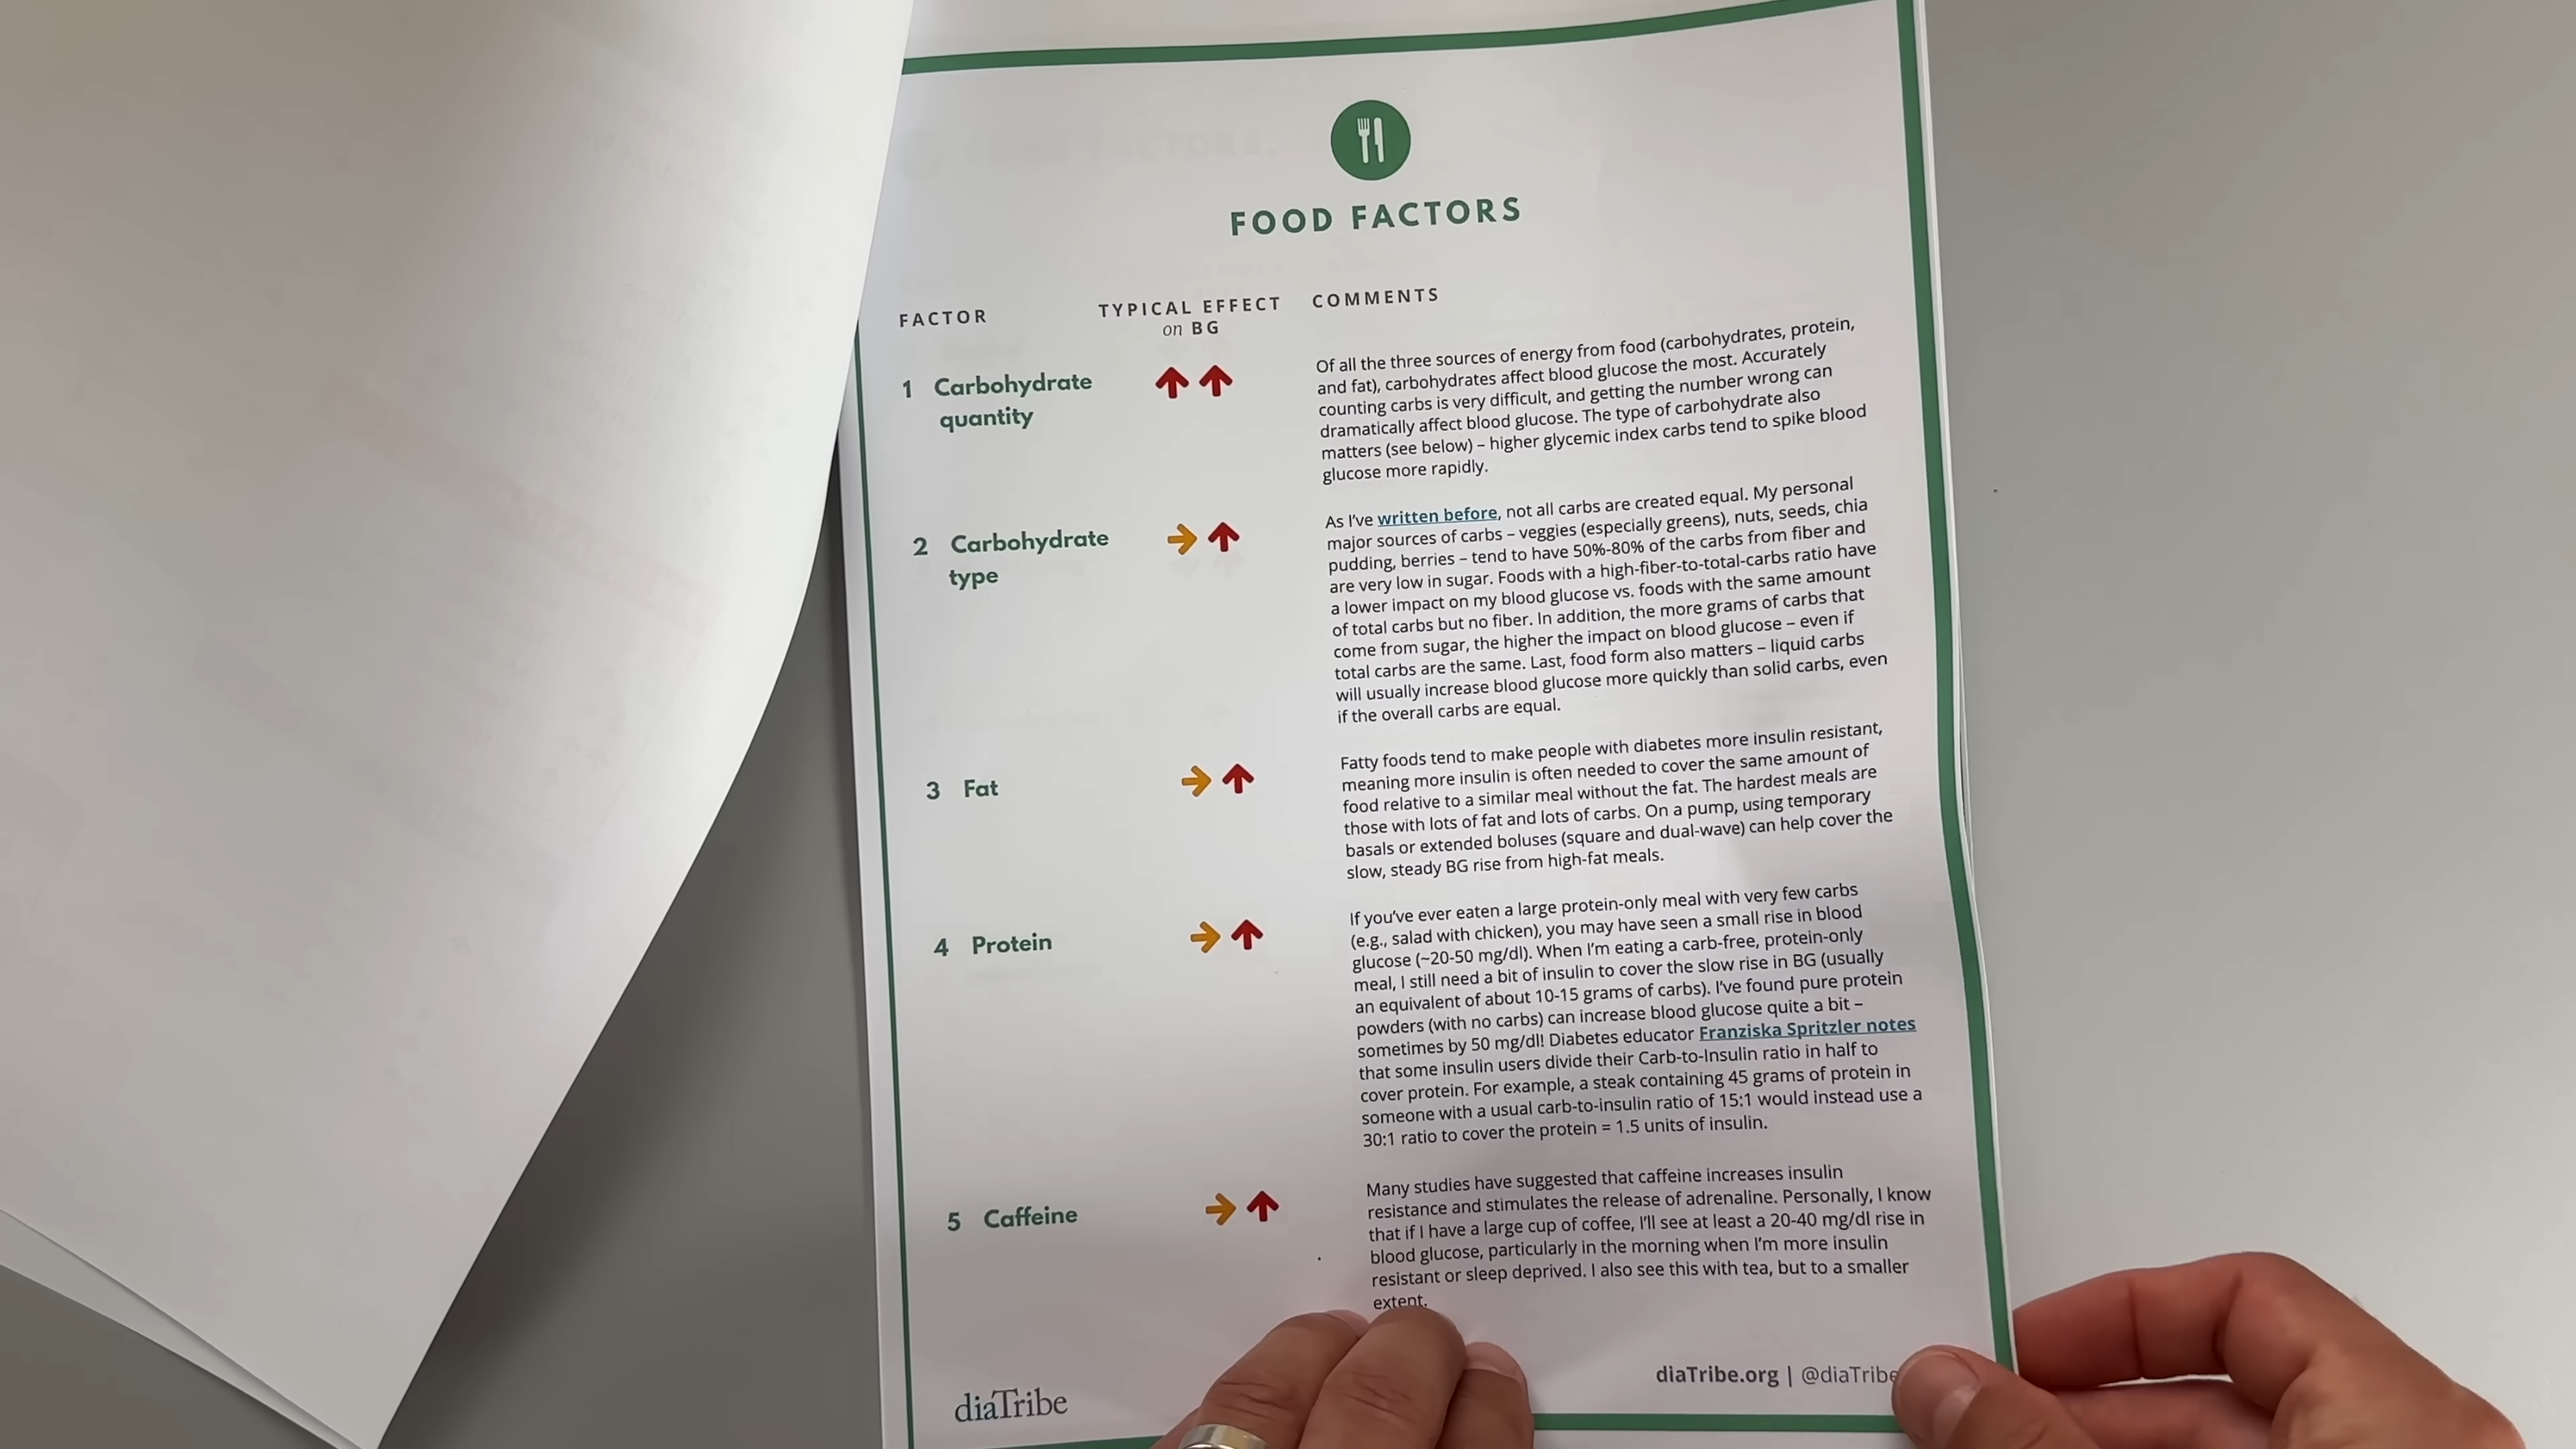 FOOD FACTORS
FACTOR
TYPICAL EFFECT
on BG
COMMENTS
1 Carbohydrate
quantity
Of all the three sources of energy from food (carbohydrates, protein,
and fat), carbohydrates affect blood glucose the most. Accurately
counting carbs is very difficult, and getting the number wrong can
dramatically affect blood glucose. The type of carbohydrate also
matters (see below) – higher glycemic index carbs tend to spike blood
glucose more rapidly.
2 Carbohydrate
type
As I've written before, not all carbs are created equal. My personal
major sources of carbs – veggies (especially greens), nuts, seeds, chia
pudding, berries – tend to have 50%-80% of the carbs from fiber and
are very low in sugar. Foods with a high-fiber-to-total-carbs ratio have
a lower impact on my blood glucose vs. foods with the same amount
of total carbs but no fiber. In addition, the more grams of carbs that
come from sugar, the higher the impact on blood glucose – even if
total carbs are the same. Last, food form also matters – liquid carbs
will usually increase blood glucose more quickly than solid carbs, even
if the overall carbs are equal.
3 Fat
Fatty foods tend to make people with diabetes more insulin resistant,
meaning more insulin is often needed to cover the same amount of
food relative to a similar meal without the fat. The hardest meals are
those with lots of fat and lots of carbs. On a pump, using temporary
basals or extended boluses (square and dual-wave) can help cover the
slow, steady BG rise from high-fat meals.
4 Protein
If you've ever eaten a large protein-only meal with very few carbs
(e.g., salad with chicken), you may have seen a small rise in blood
glucose (~20-50 mg/dl). When I'm eating a carb-free, protein-only
meal, I still need a bit of insulin to cover the slow rise in BG (usually
an equivalent of about 10-15 grams of carbs). I've found pure protein
powders (with no carbs) can increase blood glucose quite a bit –
sometimes by 50 mg/dl! Diabetes educator Franziska Spritzler notes
that some insulin users divide their Carb-to-Insulin ratio in half to
cover protein. For example, a steak containing 45 grams of protein in
someone with a usual carb-to-insulin ratio of 15:1 would instead use a
30:1 ratio to cover the protein = 1.5 units of insulin.
5 Caffeine
Many studies have suggested that caffeine increases insulin
resistance and stimulates the release of adrenaline. Personally, I know
that if I have a large cup of coffee, I'll see at least a 20-40 mg/dl rise in
blood glucose, particularly in the morning when I'm more insulin
resistant or sleep deprived. I also see this with tea, but to a smaller
extent.
diaTribe
diaTribe.org | @diaTribe